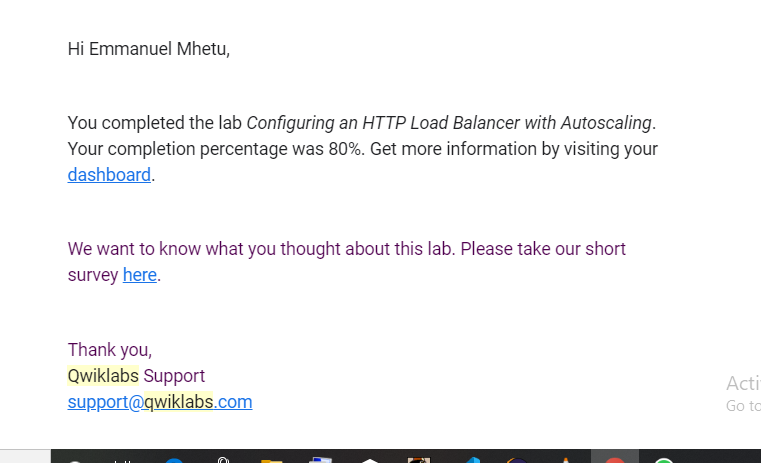 Hi Emmanuel Mhetu,
You completed the lab Configuring an HTTP Load Balancer with Autoscaling.
Your completion percentage was 80%. Get more information by visiting your
dashboard.
We want to know what you thought about this lab. Please take our short
survey here.
Thank you,
Qwiklabs Support
support@qwiklabs.com
Acti
Go to